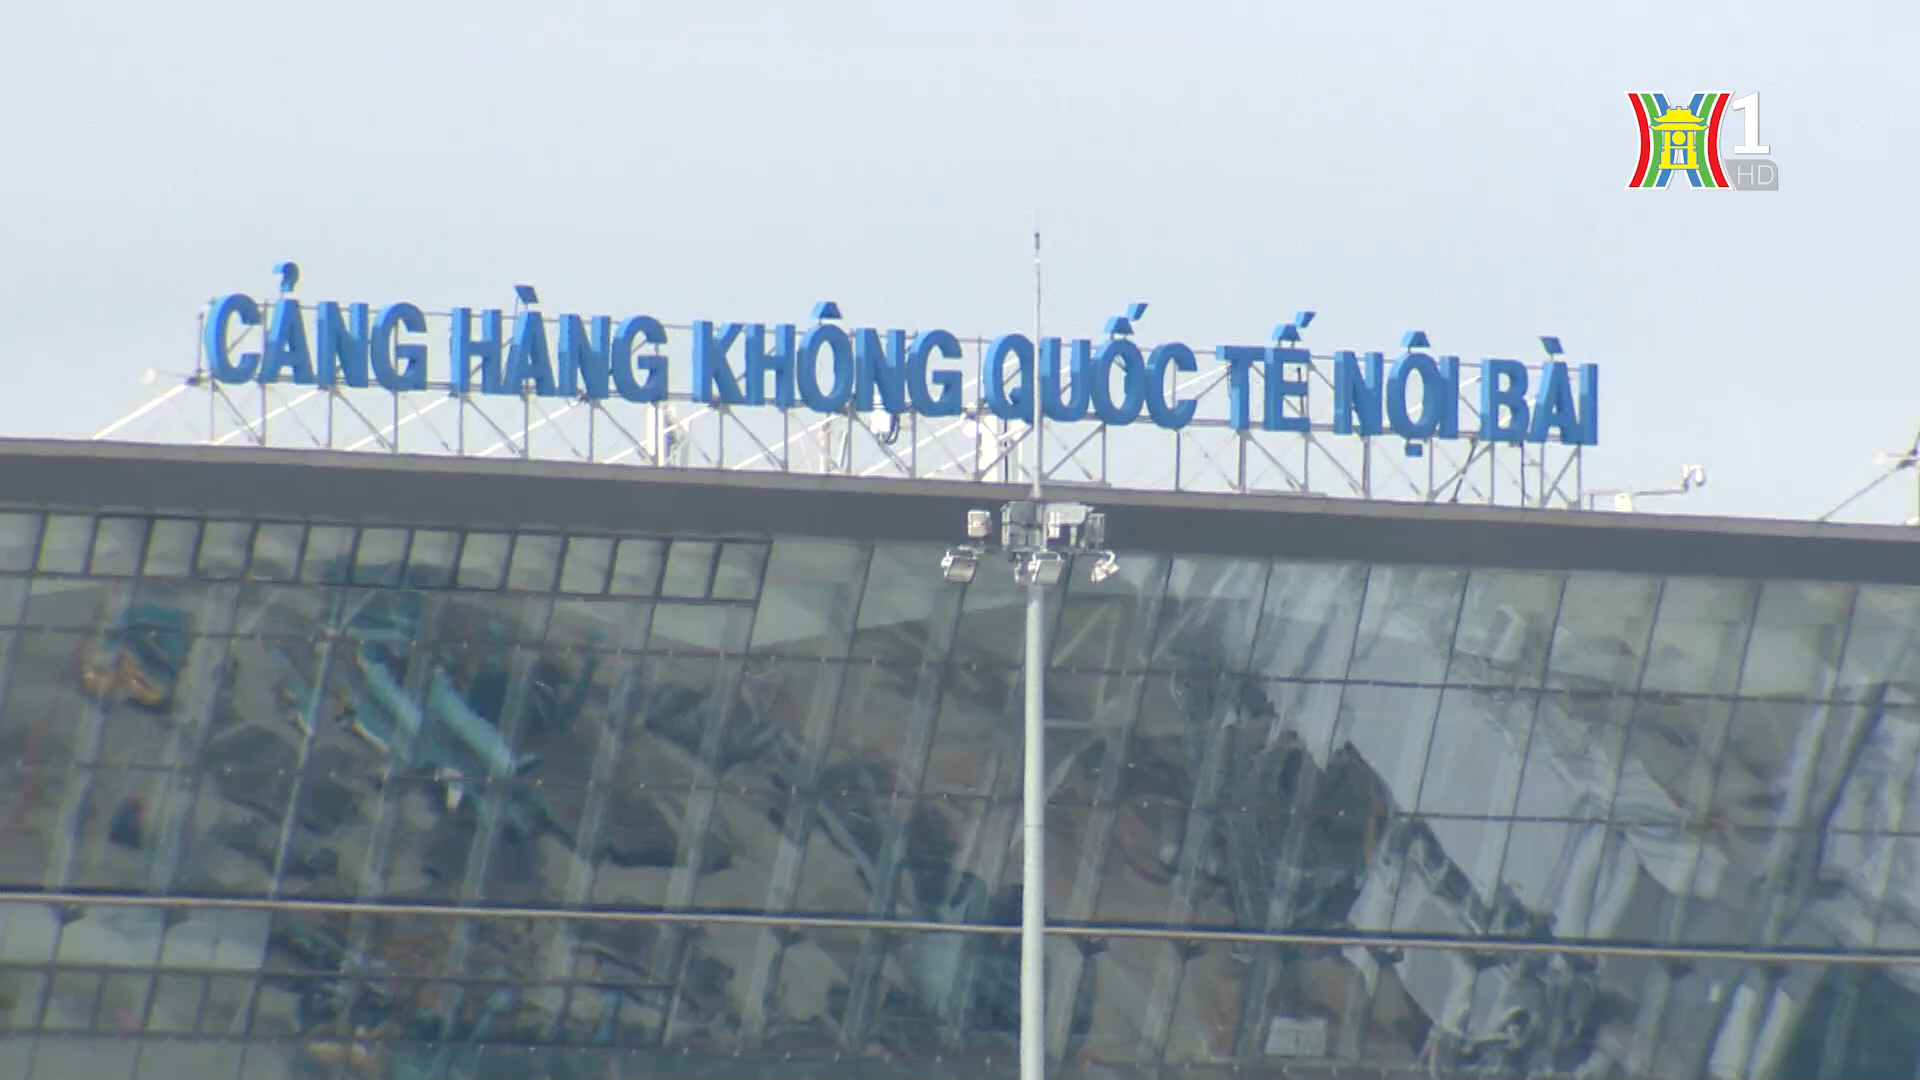 CẢNG HÀNG KHÔNG QUỐC TẾ NỘI BÀI
1
HD